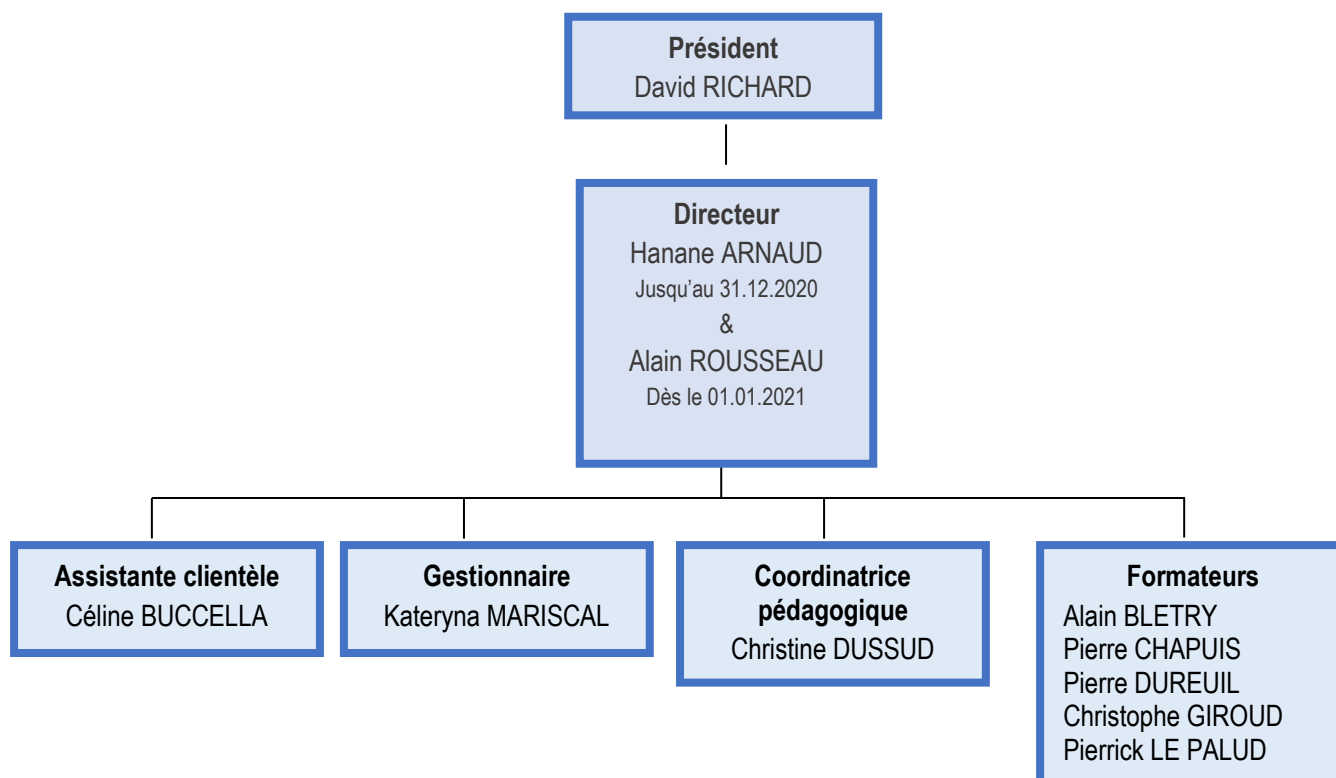 Président
David RICHARD
Directeur
Hanane ARNAUD
Jusqu’au 31.12.2020
&
Alain ROUSSEAU
Dès le 01.01.2021
Assistante clientèle
Céline BUCCELLA
Gestionnaire
Kateryna MARISCAL
Coordinatrice
pédagogique
Christine DUSSUD
Formateurs
Alain BLETRY
Pierre CHAPUIS
Pierre DUREUIL
Christophe GIROUD
Pierrick LE PALUD